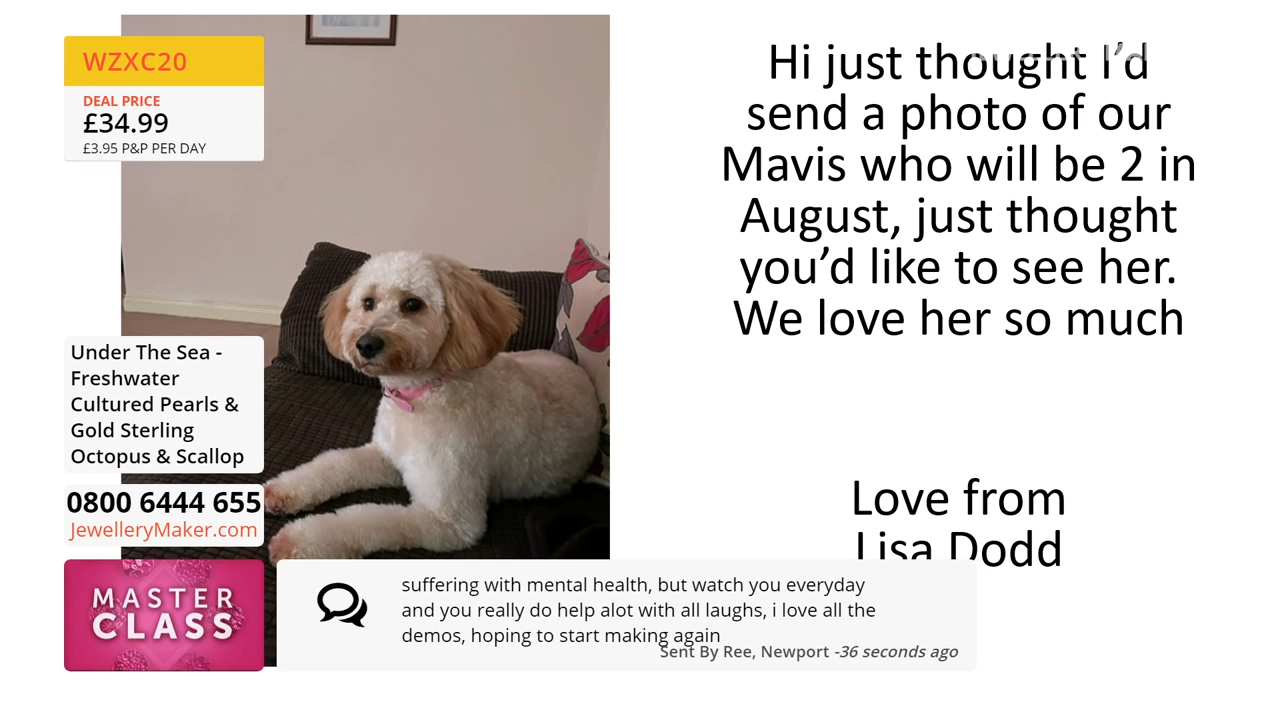 WZXC20
DEAL PRICE
£34.99
£3.95 P&P PER DAY
Hi just thought I'd
send a photo of our
Mavis who will be 2 in
August, just thought
you'd like to see her.
We love her so much
Love from
Lisa Dodd
Under The Sea -
Freshwater
Cultured Pearls &
Gold Sterling
Octopus & Scallop
0800 6444 655
JewelleryMaker.com
MASTER
CLASS
suffering with mental health, but watch you everyday
and you really do help alot with all laughs, i love all the
demos, hoping to start making again
Sent By Ree, Newport -36 seconds ago